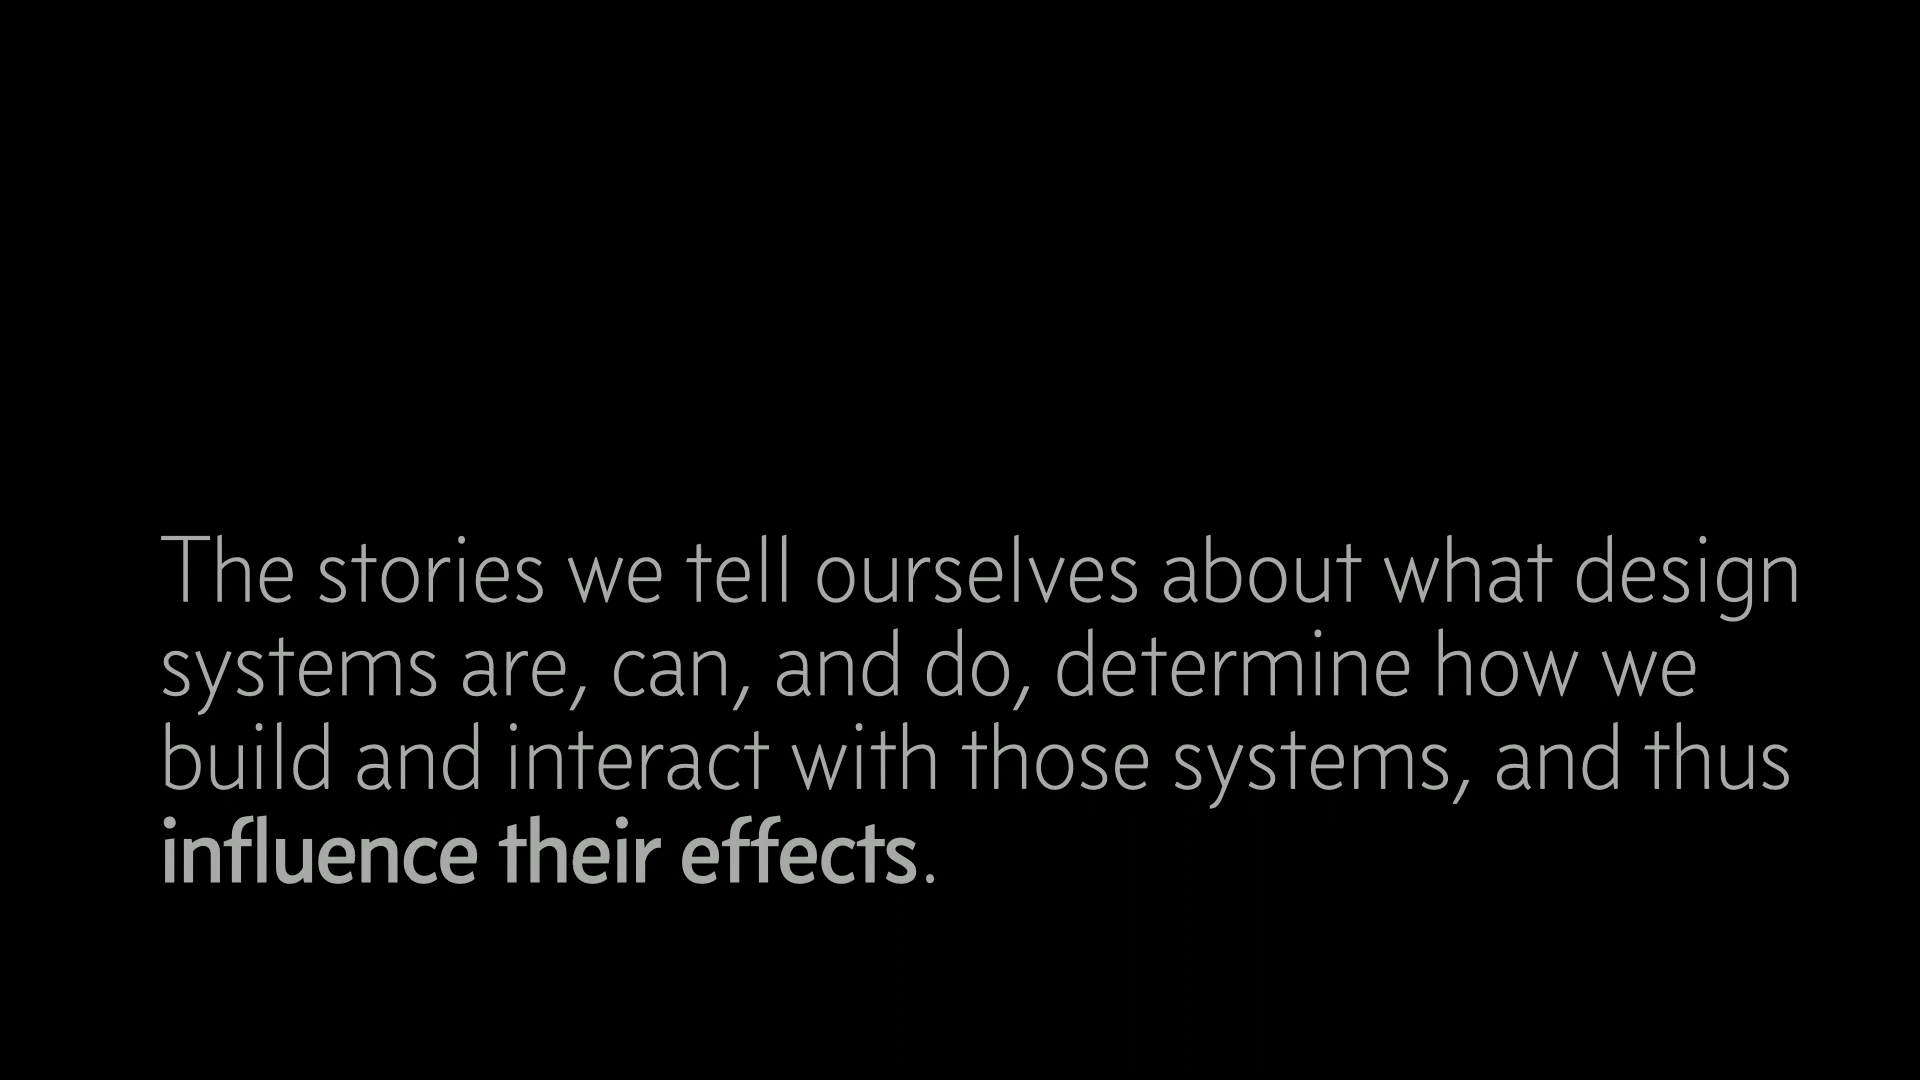 The stories we tell ourselves about what design
systems are, can, and do, determine how we
build and interact with those systems, and thus
influence their effects.